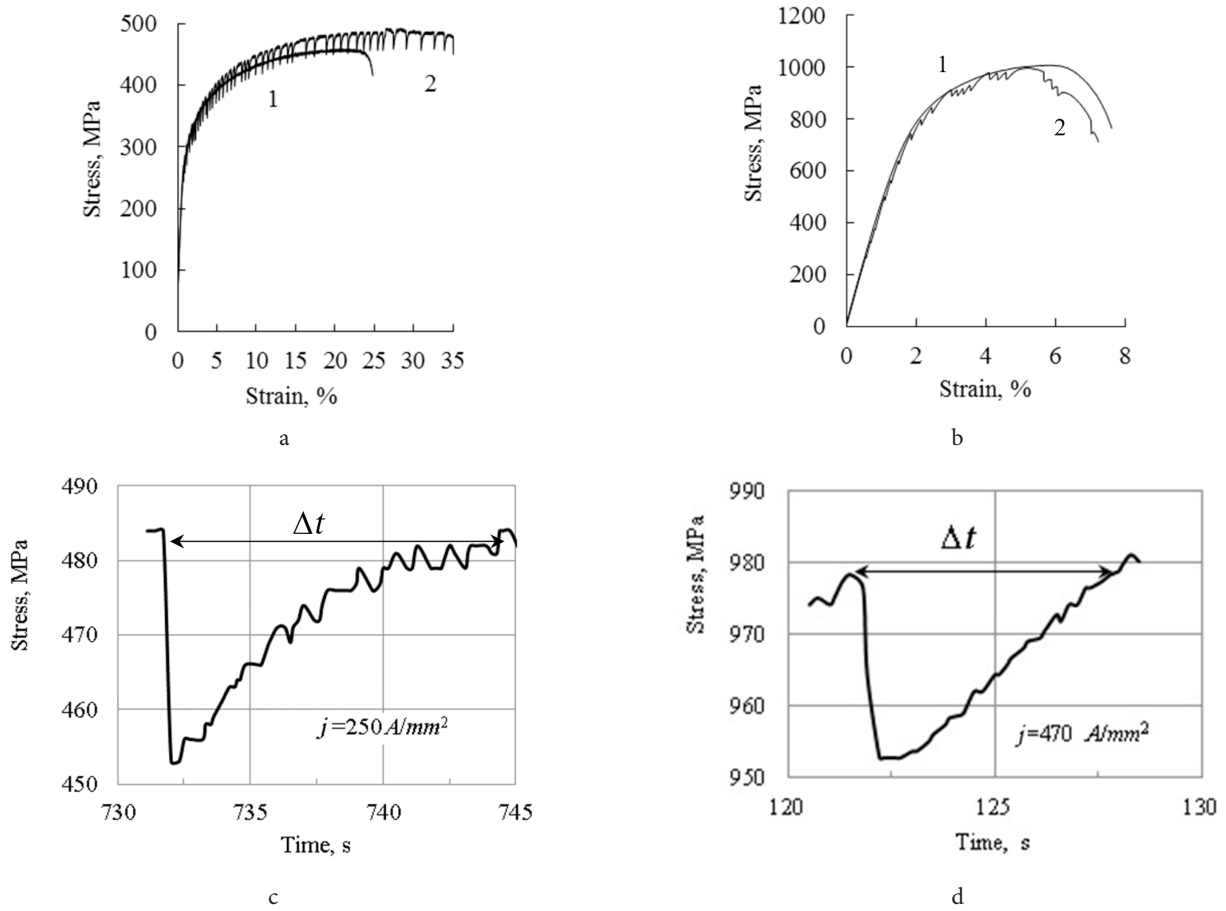 500
400
300
400
300
200
100
0
Stress, MPa
1
2
0 5 10 15 20 25 30 35
Strain, %
a
1200
1000
800
600
400
200
0
Stress, MPa
1
2
0 2 4 6 8
Strain, %
b
490
480
470
460
450
Stress, MPa
Δt
j=250 A/mm²
730 735 740 745
Time, s
c
990
980
970
960
950
Stress, MPa
Δt
j=470 A/mm²
120 125 130
Time, s
d